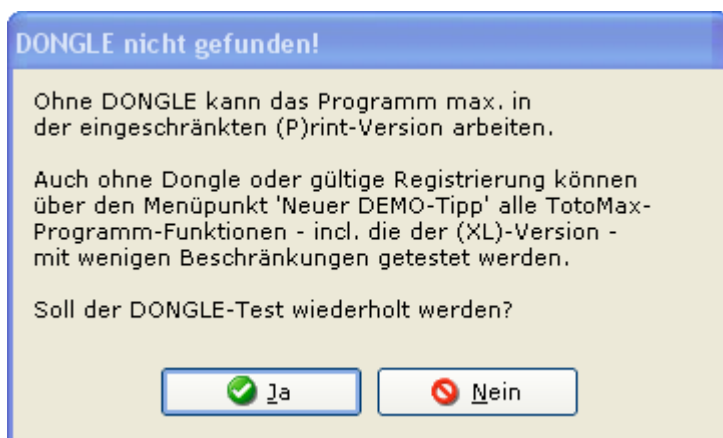 DONGLE nicht gefunden!
Ohne DONGLE kann das Programm max. in
der eingeschränkten (P)rint-Version arbeiten.
Auch ohne Dongle oder gültige Registrierung können
über den Menüpunkt 'Neuer DEMO-Tipp' alle TotoMax-
Programm-Funktionen - incl. die der (XL)-Version -
mit wenigen Beschränkungen getestet werden.
Soll der DONGLE-Test wiederholt werden?
Ja
Nein